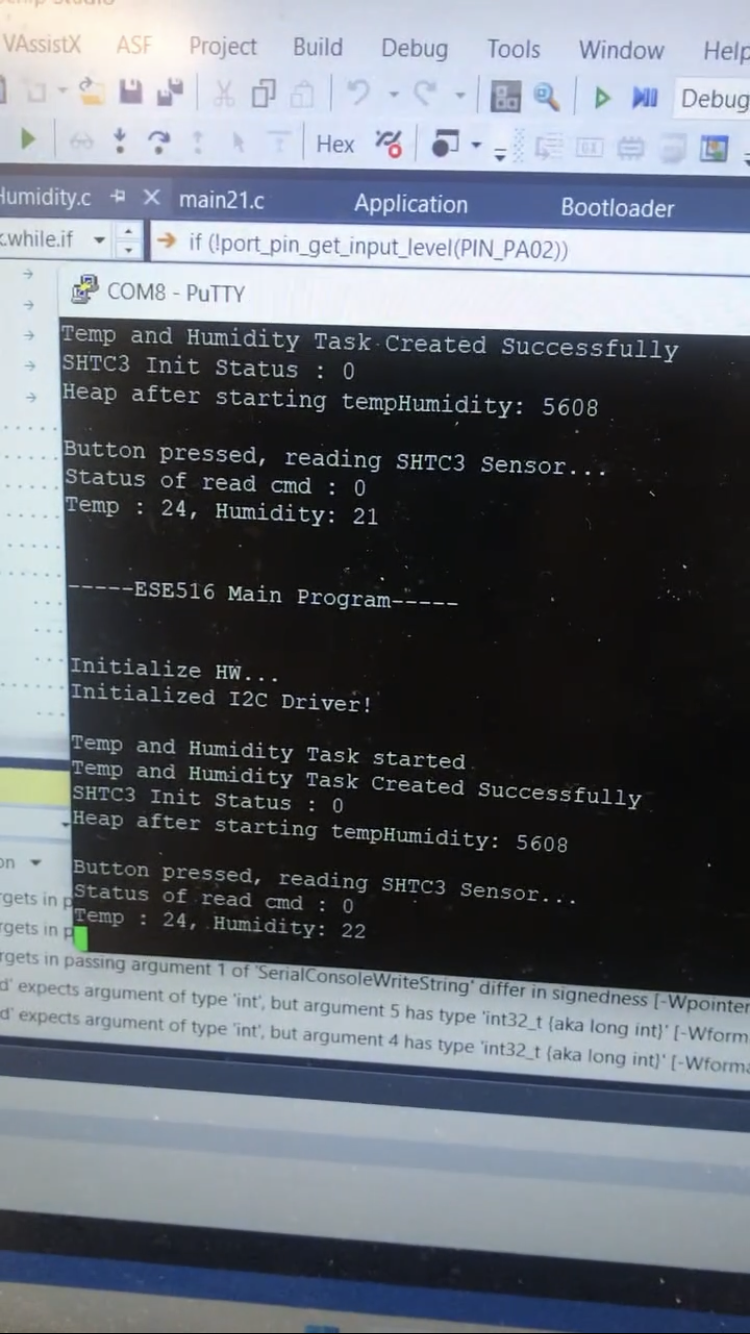 Studio
VAssistX ASF Project Build Debug Tools Window Help
Debug
Hex
Humidity.c main21.c Application Bootloader
.while.if if (!port_pin_get_input_level(PIN_PA02))
COM8 - PuTTY
Temp and Humidity Task Created Successfully
SHTC3 Init Status : 0
Heap after starting tempHumidity: 5608
Button pressed, reading SHTC3 Sensor...
Status of read cmd : 0
Temp : 24, Humidity: 21
-----ESE516 Main Program-----
Initialize HW...
Initialized I2C Driver!
Temp and Humidity Task started
Temp and Humidity Task Created Successfully
SHTC3 Init Status : 0
Heap after starting tempHumidity: 5608
Button pressed, reading SHTC3 Sensor...
Status of read cmd : 0
Temp : 24, Humidity: 22
on
rgets in p
rgets in p
rgets in passing argument 1 of 'SerialConsoleWriteString' differ in signedness [-Wpointer
d' expects argument of type 'int', but argument 5 has type 'int32_t {aka long int}' [-Wform
d' expects argument of type 'int', but argument 4 has type 'int32_t {aka long int}' [-Wforma